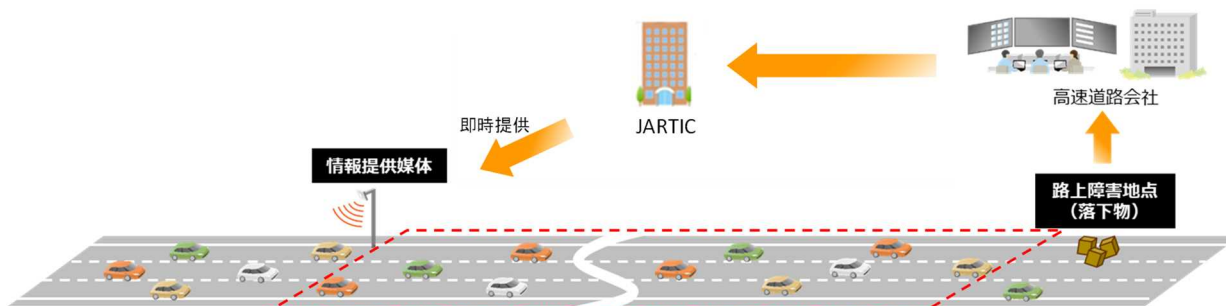 高速道路会社
JARTIC
即時提供
情報提供媒体
路上障害地点
（落下物）